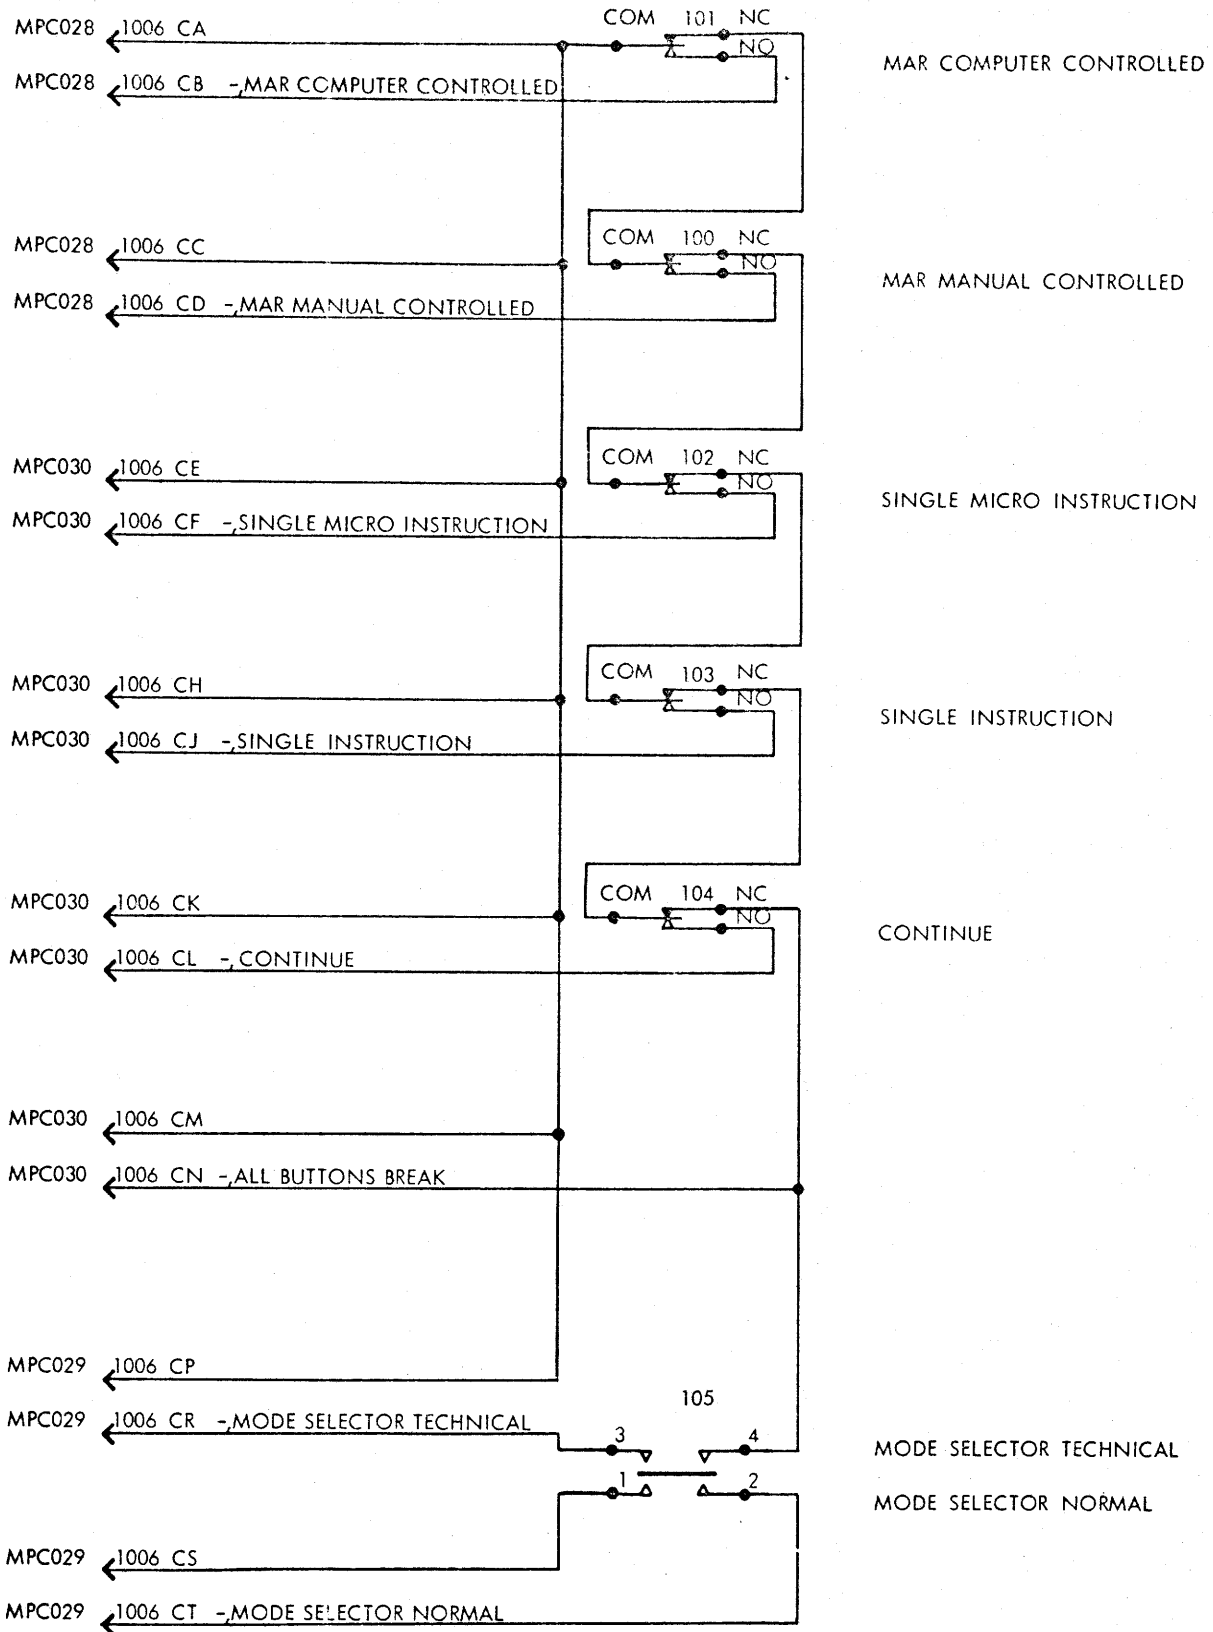 COM 101 NC
MPC028 1006 CA
NO
MAR COMPUTER CONTROLLED
MPC028 1006 CB -,MAR COMPUTER CONTROLLED
COM 100 NC
MPC028 1006 CC
NO
MAR MANUAL CONTROLLED
MPC028 1006 CD -,MAR MANUAL CONTROLLED
COM 102 NC
MPC030 1006 CE
NO
SINGLE MICRO INSTRUCTION
MPC030 1006 CF -,SINGLE MICRO INSTRUCTION
COM 103 NC
MPC030 1006 CH
NO
SINGLE INSTRUCTION
MPC030 1006 CJ -,SINGLE INSTRUCTION
COM 104 NC
MPC030 1006 CK
NO
CONTINUE
MPC030 1006 CL -,CONTINUE
MPC030 1006 CM
MPC030 1006 CN -,ALL BUTTONS BREAK
MPC029 1006 CP
105
MPC029 1006 CR -,MODE SELECTOR TECHNICAL
3 4
MODE SELECTOR TECHNICAL
1 2
MODE SELECTOR NORMAL
MPC029 1006 CS
MPC029 1006 CT -,MODE SELECTOR NORMAL